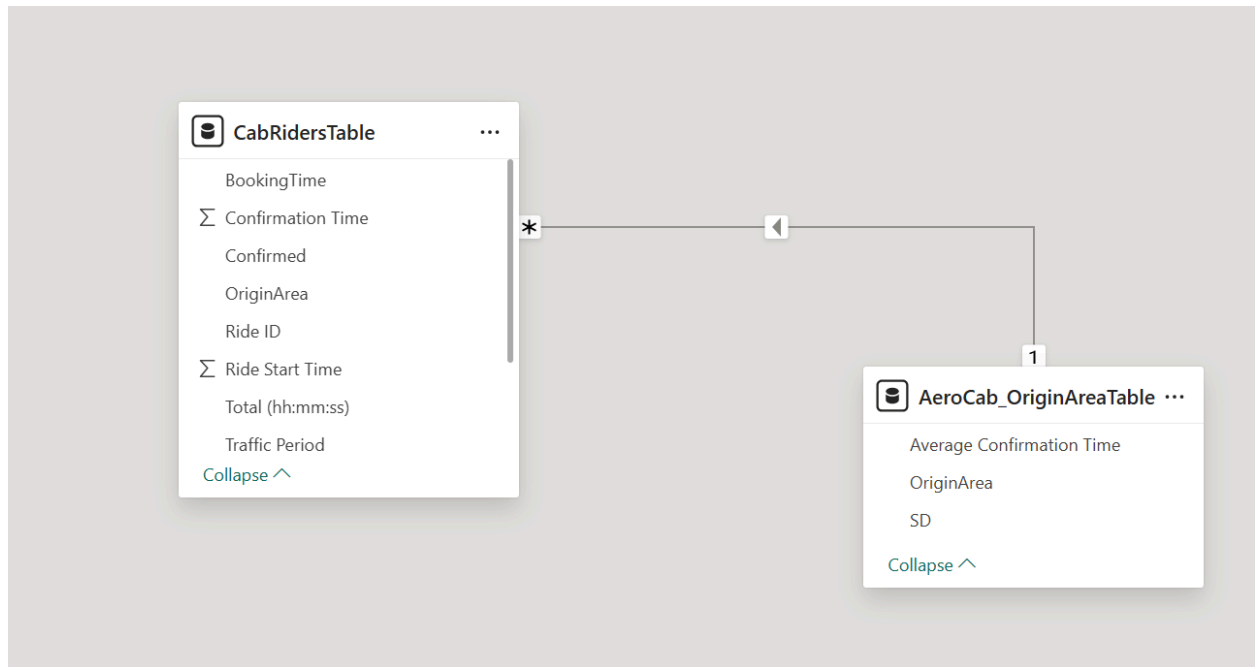 CabRidersTable
BookingTime
Σ Confirmation Time
Confirmed
OriginArea
Ride ID
Σ Ride Start Time
Total (hh:mm:ss)
Traffic Period
Collapse
*
1
AeroCab_OriginAreaTable
Average Confirmation Time
OriginArea
SD
Collapse